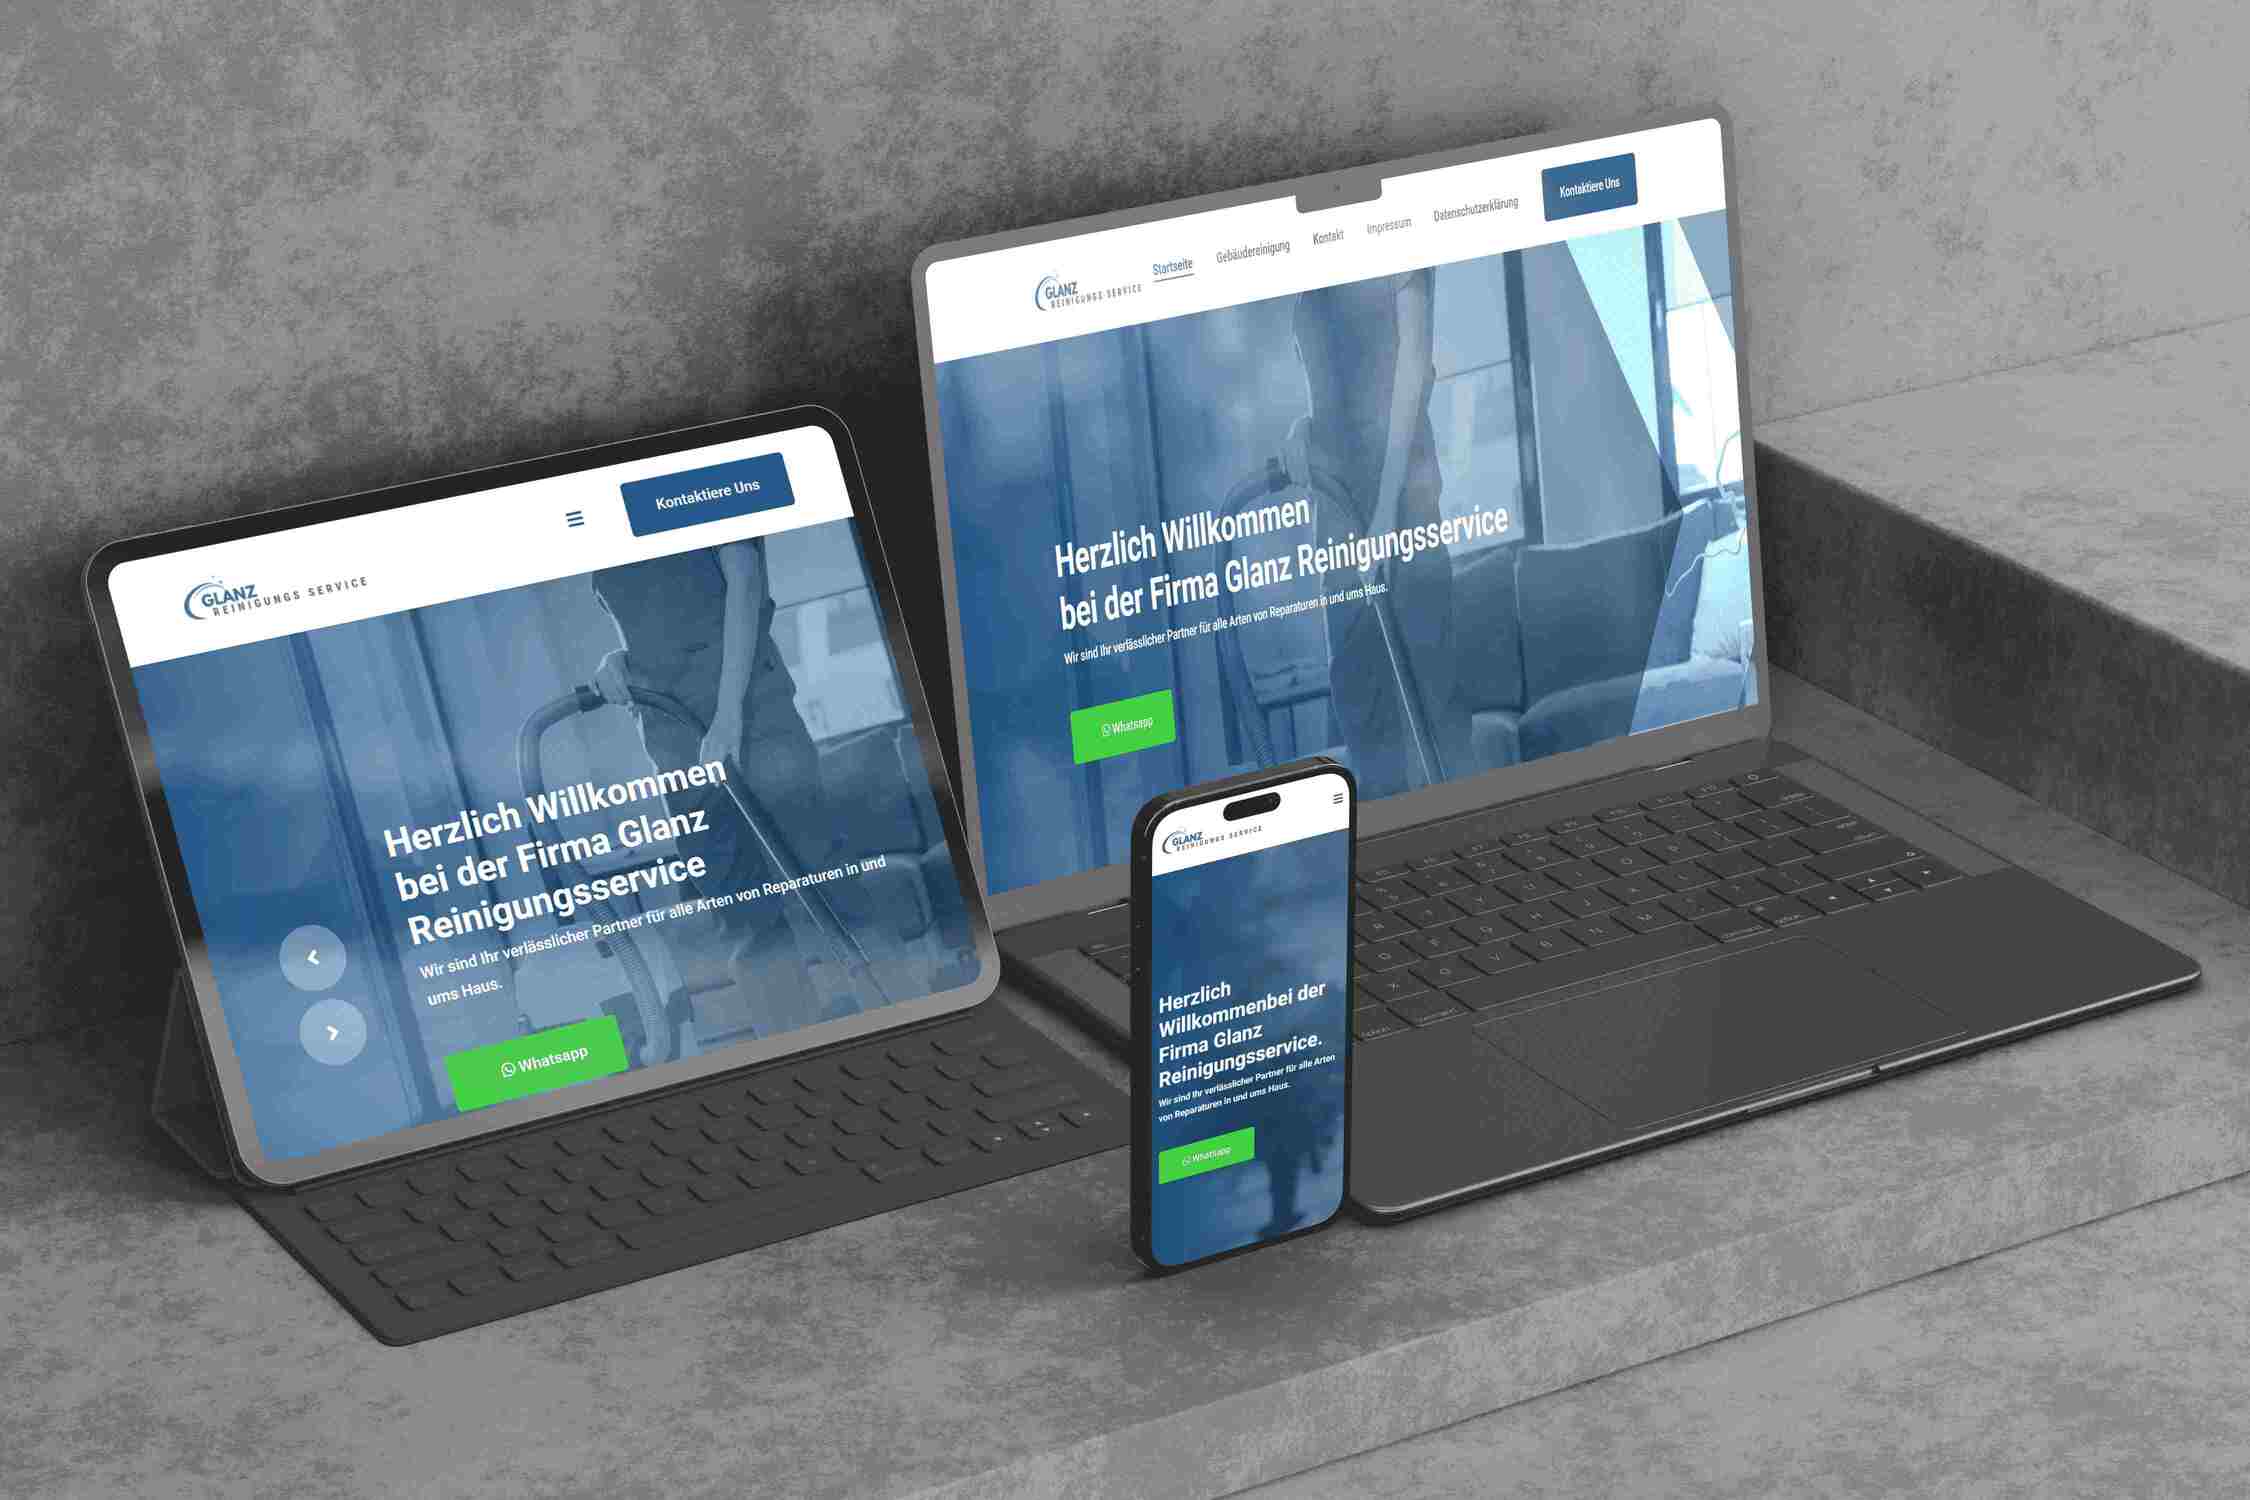 GLANZ
REINIGUNGS SERVICE
Kontaktiere Uns
Herzlich Willkommen
bei der Firma Glanz
Reinigungsservice
Wir sind Ihr verlässlicher Partner für alle Arten von Reparaturen in und
ums Haus.
Whatsapp
GLANZ
REINIGUNGS SERVICE
Startseite
Gebäudereinigung
Kontakt
Impressum
Datenschutzerklärung
Kontaktiere Uns
Herzlich Willkommen
bei der Firma Glanz Reinigungsservice
Wir sind Ihr verlässlicher Partner für alle Arten von Reparaturen in und ums Haus.
Whatsapp
GLANZ
REINIGUNGS SERVICE
Herzlich
Willkommenbei der
Firma Glanz
Reinigungsservice.
Wir sind Ihr verlässlicher Partner für alle Arten
von Reparaturen in und ums Haus.
Whatsapp